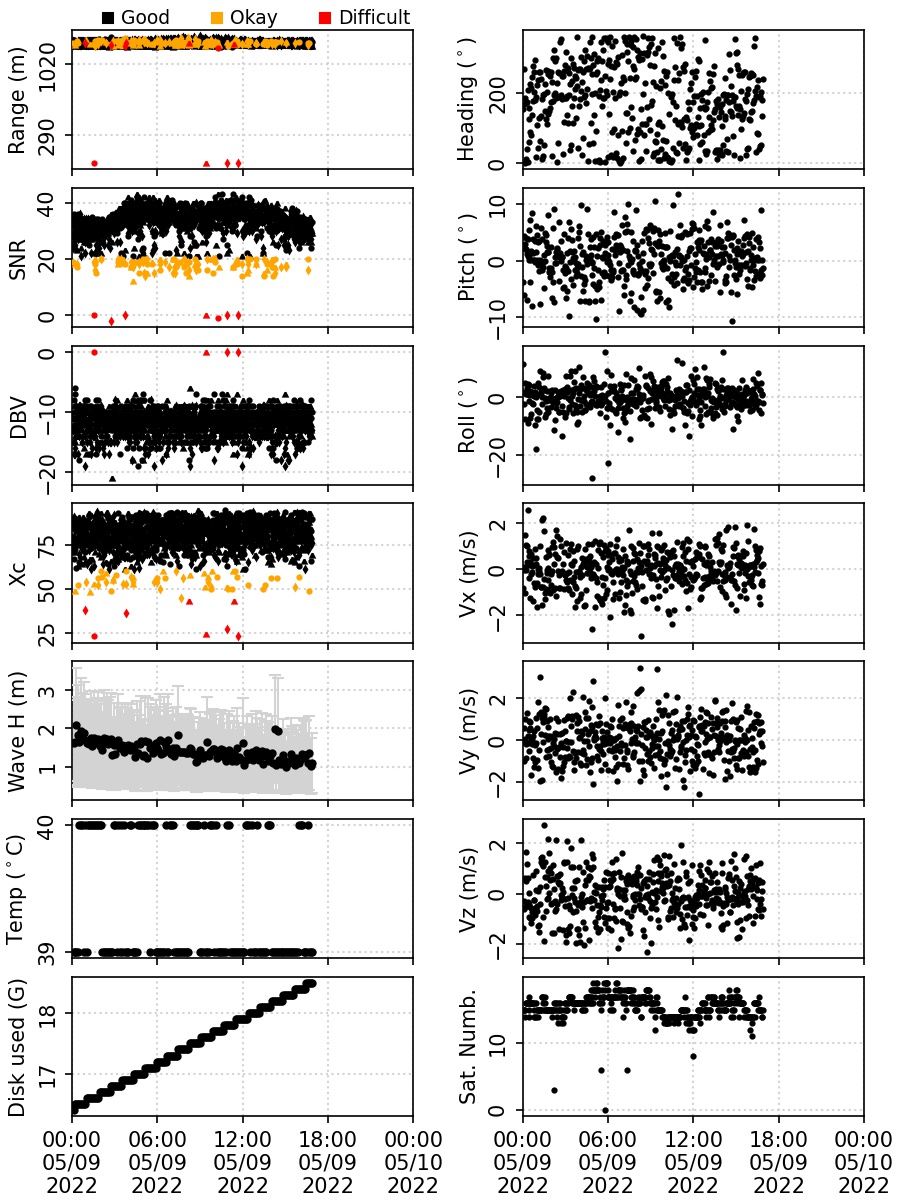 Good Okay Difficult
Range (m)
1020
290
Heading (°)
200
0
SNR
40
20
0
Pitch (°)
10
0
−10
DBV
0
−10
−20
Roll (°)
0
−20
Xc
75
50
25
Vx (m/s)
2
0
−2
Wave H (m)
3
2
1
Vy (m/s)
2
0
−2
Temp (°C)
40
39
Vz (m/s)
2
0
−2
Disk used (G)
18
17
Sat. Numb.
10
0
00:00 06:00 12:00 18:00 00:00
05/09 05/09 05/09 05/09 05/10
2022 2022 2022 2022 2022
00:00 06:00 12:00 18:00 00:00
05/09 05/09 05/09 05/09 05/10
2022 2022 2022 2022 2022